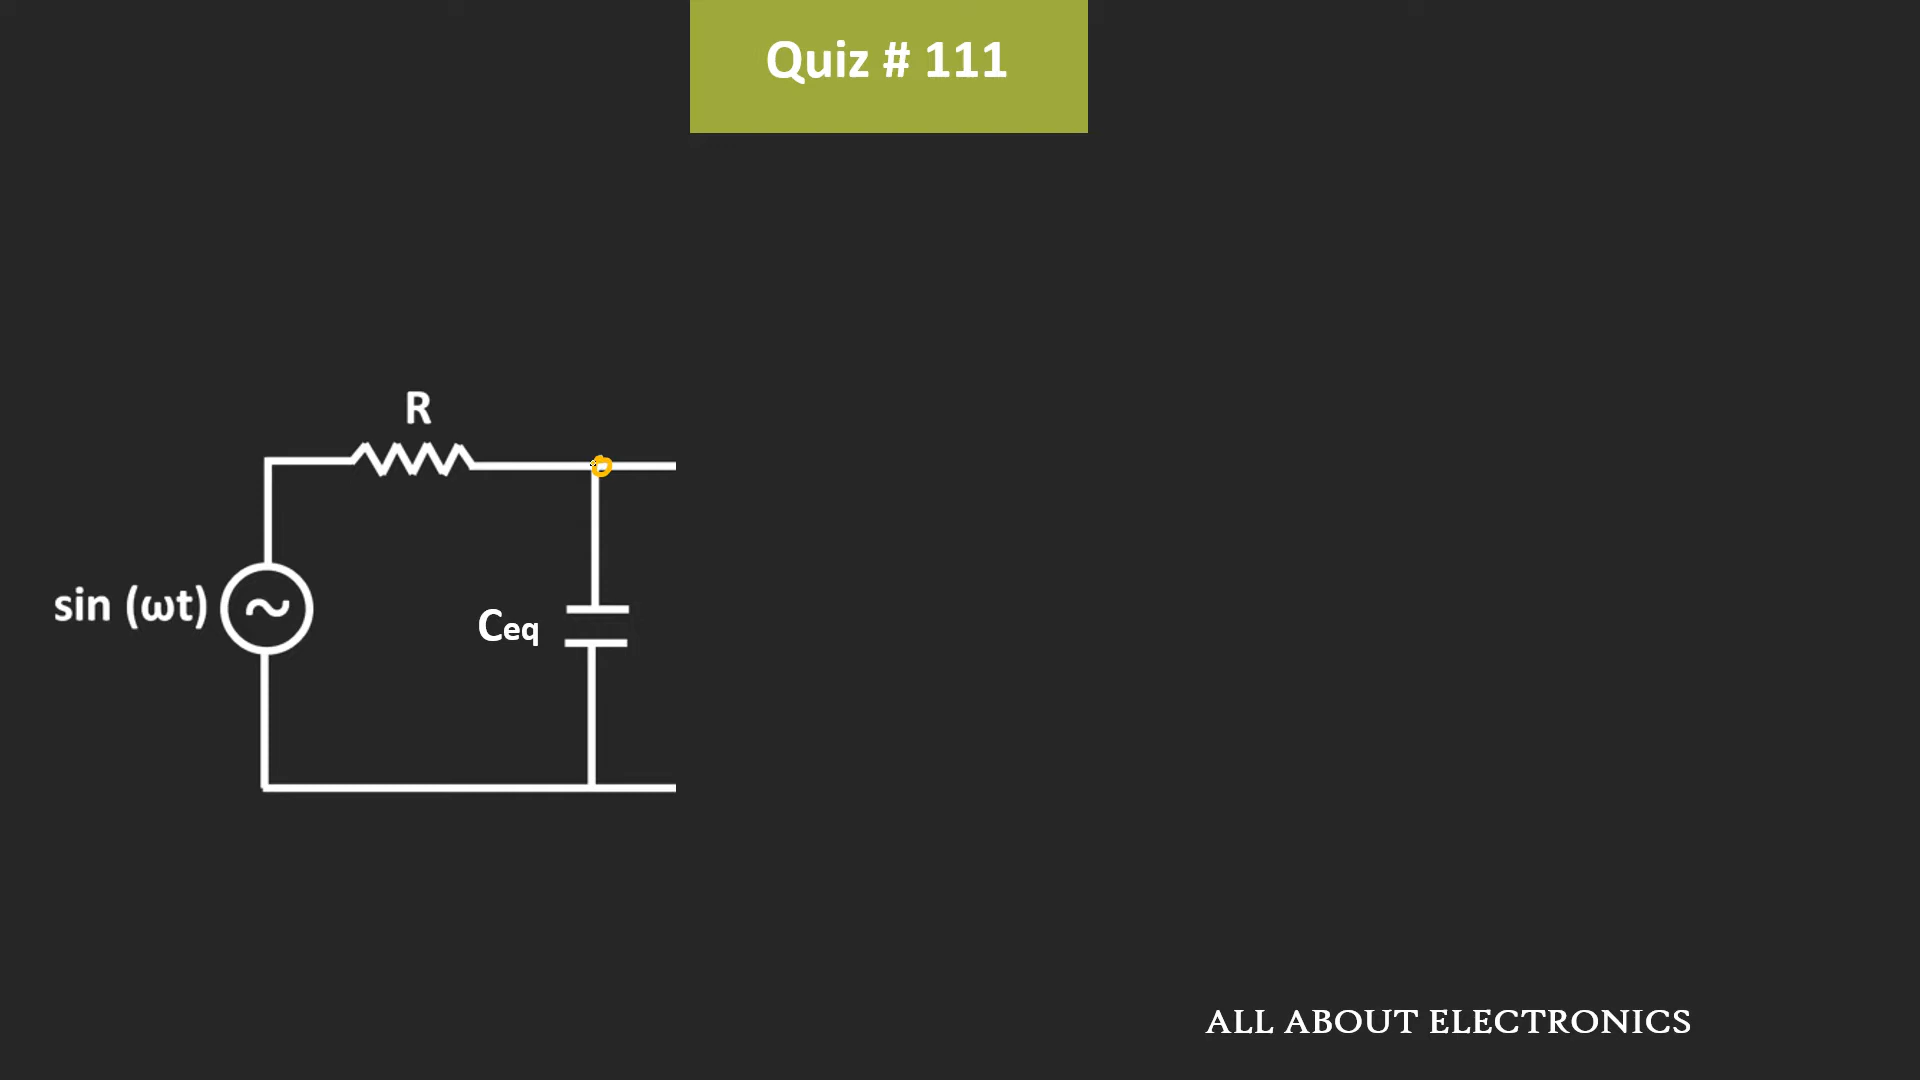 Quiz # 111
R
sin (ωt)
Ceq
ALL ABOUT ELECTRONICS